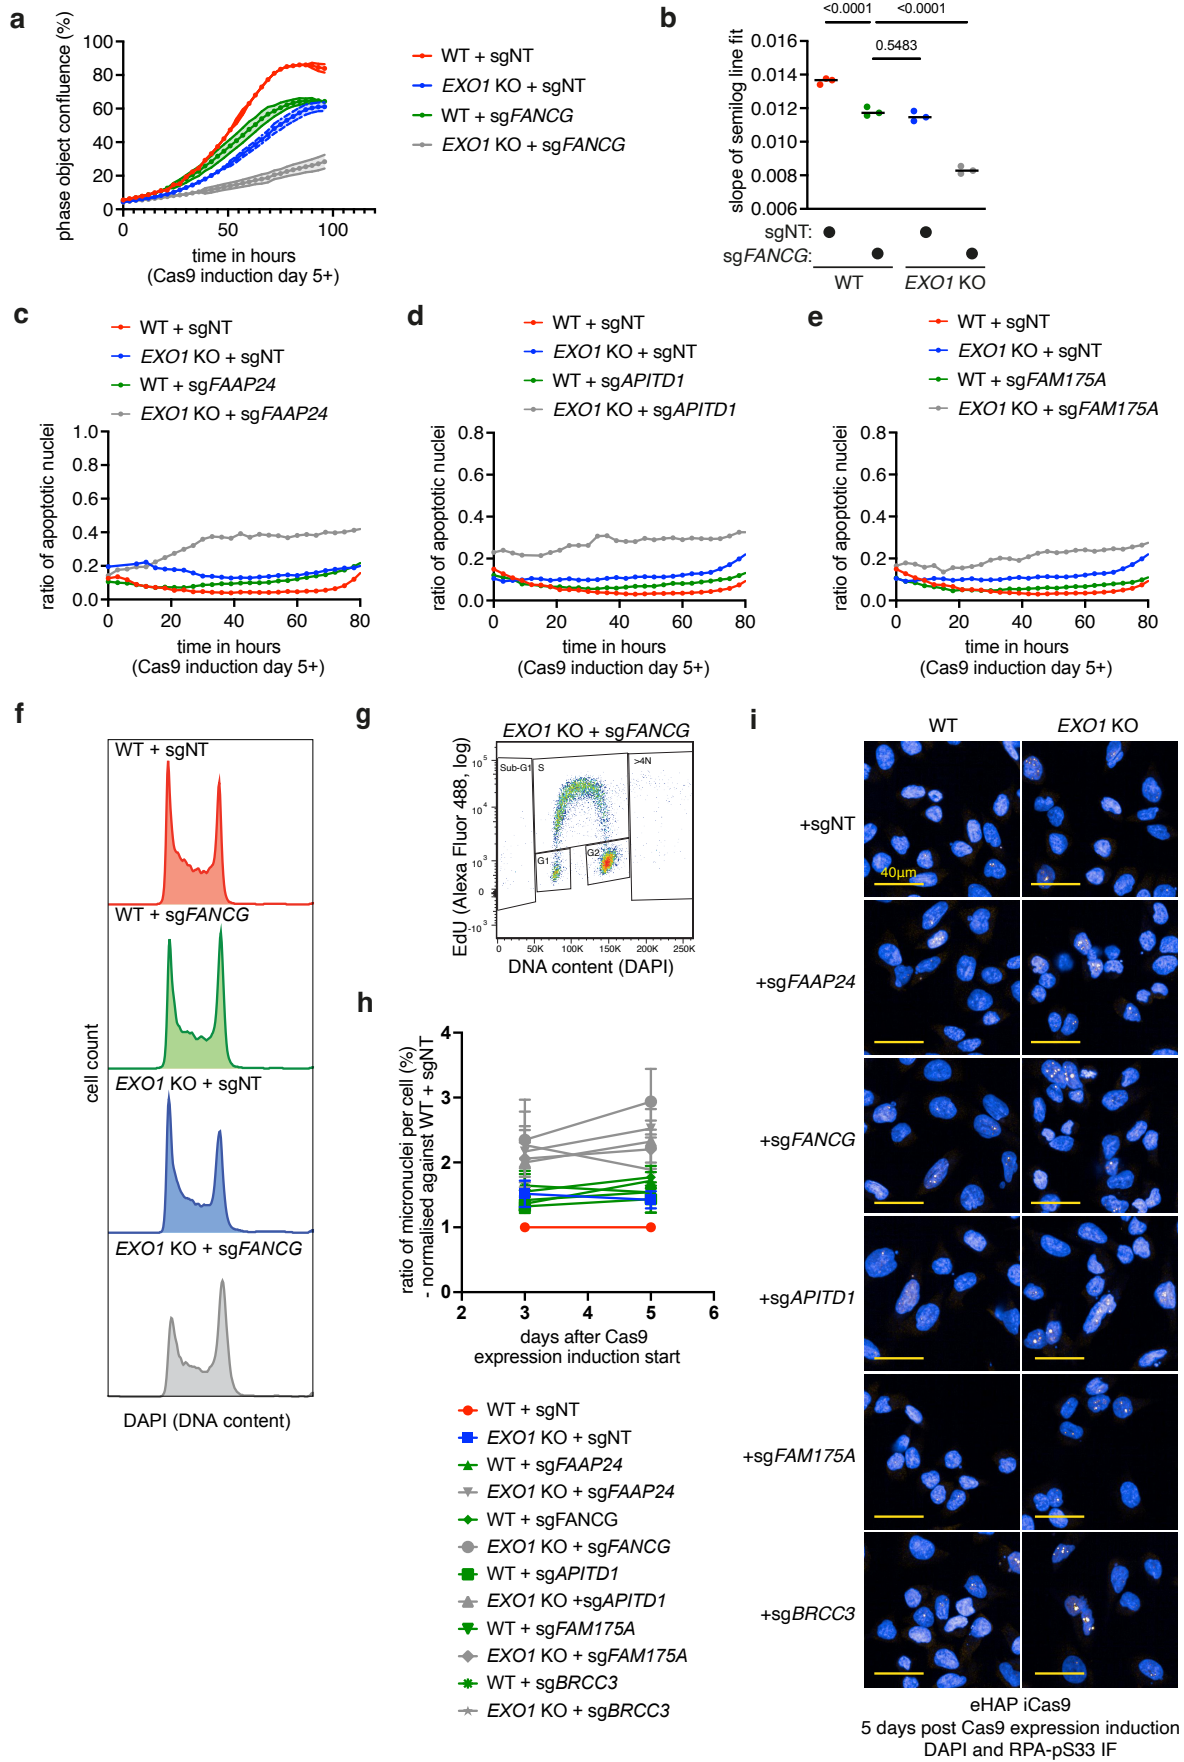 a
phase object confluence (%)
100
80
60
40
20
0
0
50
100
time in hours
(Cas9 induction day 5+)
WT + sgNT
EXO1 KO + sgNT
WT + sgFANCG
EXO1 KO + sgFANCG
b
<0.0001
<0.0001
0.5483
slope of semilog line fit
0.016
0.014
0.012
0.010
0.008
0.006
sgNT:
sgFANCG:
WT
EXO1 KO
c
WT + sgNT
EXO1 KO + sgNT
WT + sgFAAP24
EXO1 KO + sgFAAP24
ratio of apoptotic nuclei
1.0
0.8
0.6
0.4
0.2
0.0
0
20
40
60
80
time in hours
(Cas9 induction day 5+)
d
WT + sgNT
EXO1 KO + sgNT
WT + sgAPITD1
EXO1 KO + sgAPITD1
ratio of apoptotic nuclei
0.8
0.6
0.4
0.2
0.0
0
20
40
60
80
time in hours
(Cas9 induction day 5+)
e
WT + sgNT
EXO1 KO + sgNT
WT + sgFAM175A
EXO1 KO + sgFAM175A
ratio of apoptotic nuclei
0.8
0.6
0.4
0.2
0.0
0
20
40
60
80
time in hours
(Cas9 induction day 5+)
f
WT + sgNT
WT + sgFANCG
EXO1 KO + sgNT
EXO1 KO + sgFANCG
cell count
DAPI (DNA content)
g
EXO1 KO + sgFANCG
EdU (Alexa Fluor 488, log)
10^5
10^4
10^3
0
-10^3
Sub-G1
S
>4N
G1
G2
0
50K
100K
150K
200K
250K
DNA content (DAPI)
h
ratio of micronuclei per cell (%)
- normalised against WT + sgNT
4
3
2
1
0
2
3
4
5
6
days after Cas9
expression induction start
WT + sgNT
EXO1 KO + sgNT
WT + sgFAAP24
EXO1 KO + sgFAAP24
WT + sgFANCG
EXO1 KO + sgFANCG
WT + sgAPITD1
EXO1 KO +sgAPITD1
WT + sgFAM175A
EXO1 KO + sgFAM175A
WT + sgBRCC3
EXO1 KO + sgBRCC3
i
WT
EXO1 KO
+sgNT
40µm
+sgFAAP24
+sgFANCG
+sgAPITD1
+sgFAM175A
+sgBRCC3
eHAP iCas9
5 days post Cas9 expression induction
DAPI and RPA-pS33 IF